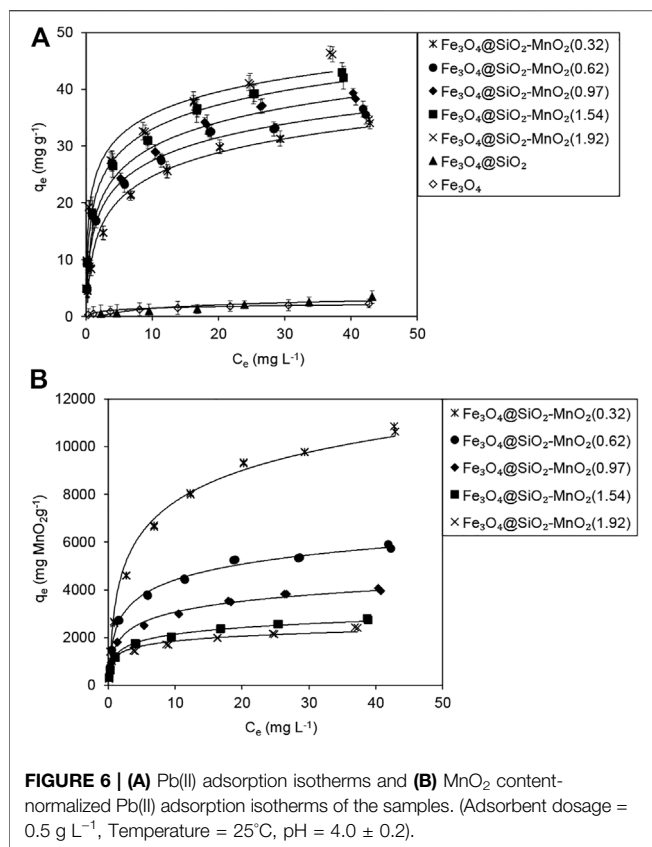 A
50
40
30
20
10
0
qe (mg g-1)
0 10 20 30 40 50
Ce (mg L-1)
Fe3O4@SiO2-MnO2(0.32)
Fe3O4@SiO2-MnO2(0.62)
Fe3O4@SiO2-MnO2(0.97)
Fe3O4@SiO2-MnO2(1.54)
Fe3O4@SiO2-MnO2(1.92)
Fe3O4@SiO2
Fe3O4
B
12000
10000
8000
6000
4000
2000
0
qe (mg MnO2g-1)
0 10 20 30 40 50
Ce (mg L-1)
Fe3O4@SiO2-MnO2(0.32)
Fe3O4@SiO2-MnO2(0.62)
Fe3O4@SiO2-MnO2(0.97)
Fe3O4@SiO2-MnO2(1.54)
Fe3O4@SiO2-MnO2(1.92)
FIGURE 6 | (A) Pb(II) adsorption isotherms and (B) MnO2 content-
normalized Pb(II) adsorption isotherms of the samples. (Adsorbent dosage =
0.5 g L−1, Temperature = 25°C, pH = 4.0 ± 0.2).